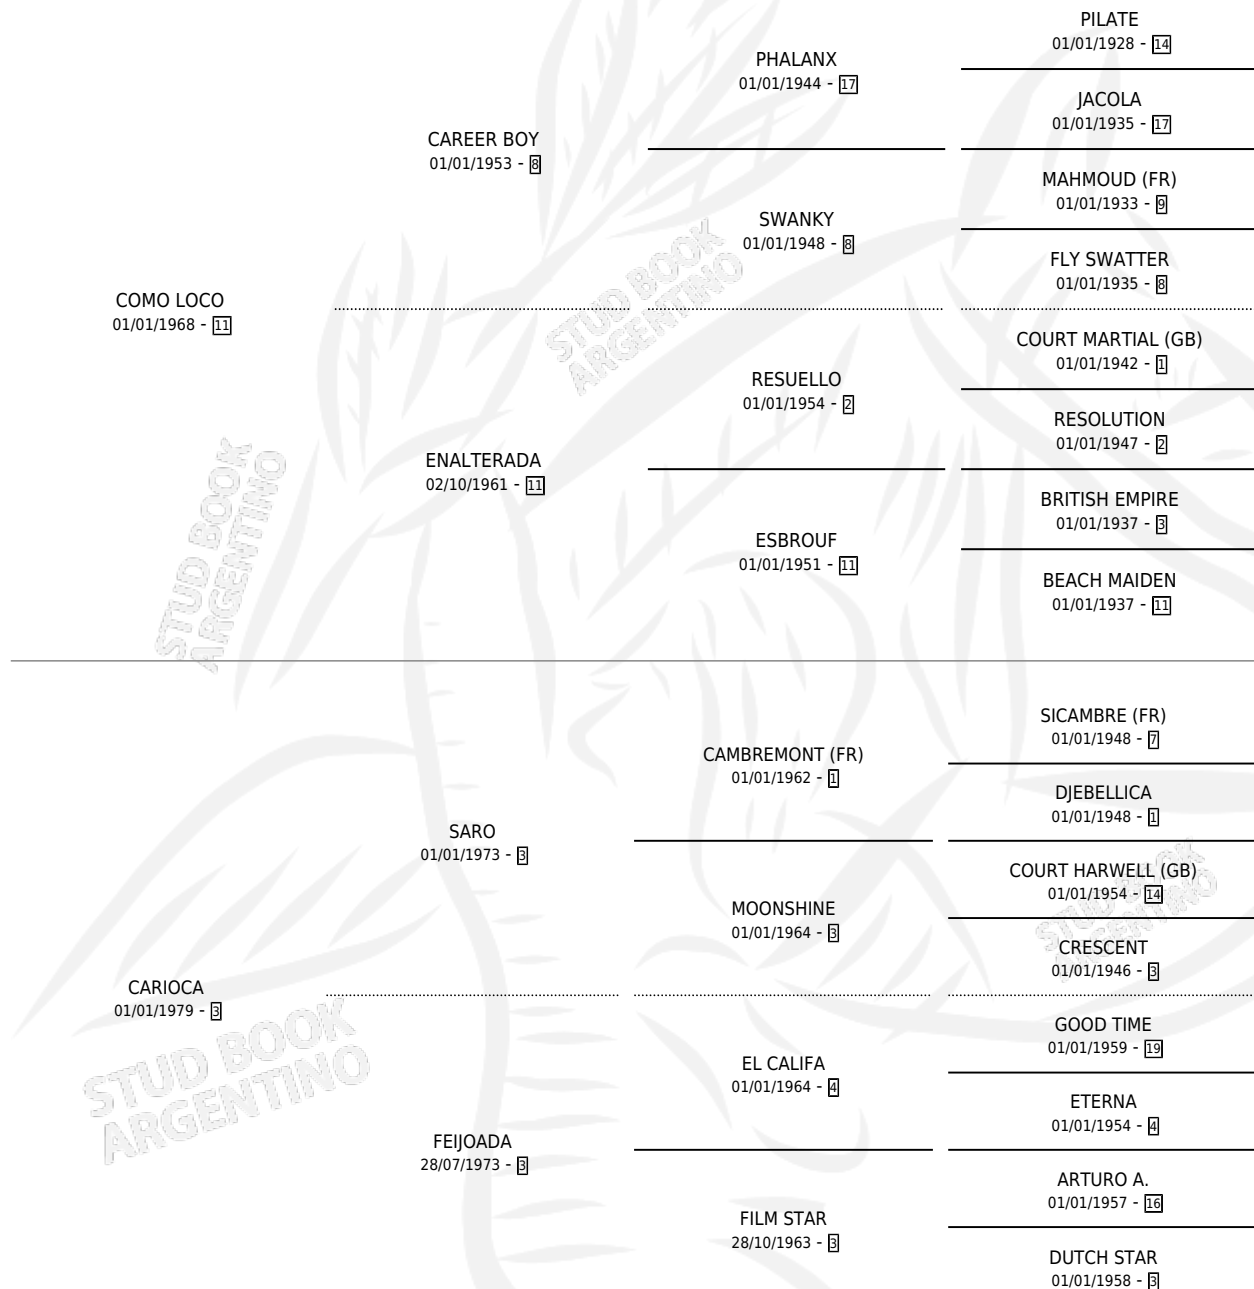 PILATE
01/01/1928 - 14
PHALANX
01/01/1944 - 17
JACOLA
01/01/1935 - 17
CAREER BOY
01/01/1953 - 8
MAHMOUD (FR)
01/01/1933 - 9
SWANKY
01/01/1948 - 8
FLY SWATTER
01/01/1935 - 8
COMO LOCO
01/01/1968 - 11
COURT MARTIAL (GB)
01/01/1942 - 1
RESUELLO
01/01/1954 - 2
RESOLUTION
01/01/1947 - 2
ENALTERADA
02/10/1961 - 11
BRITISH EMPIRE
01/01/1937 - 3
ESBROUF
01/01/1951 - 11
BEACH MAIDEN
01/01/1937 - 11
SICAMBRE (FR)
01/01/1948 - 7
CAMBREMONT (FR)
01/01/1962 - 1
DJEBELLICA
01/01/1948 - 1
SARO
01/01/1973 - 3
COURT HARWELL (GB)
01/01/1954 - 14
MOONSHINE
01/01/1964 - 3
CRESCENT
01/01/1946 - 3
CARIOCA
01/01/1979 - 3
GOOD TIME
01/01/1959 - 19
EL CALIFA
01/01/1964 - 4
ETERNA
01/01/1954 - 4
FEIJOADA
28/07/1973 - 3
ARTURO A.
01/01/1957 - 16
FILM STAR
28/10/1963 - 3
DUTCH STAR
01/01/1958 - 3
STUD BOOK
ARGENTINO
STUD BOOK
ARGENTINO
STUD BOOK
ARGENTINO
STUD BOOK
ARGENTINO